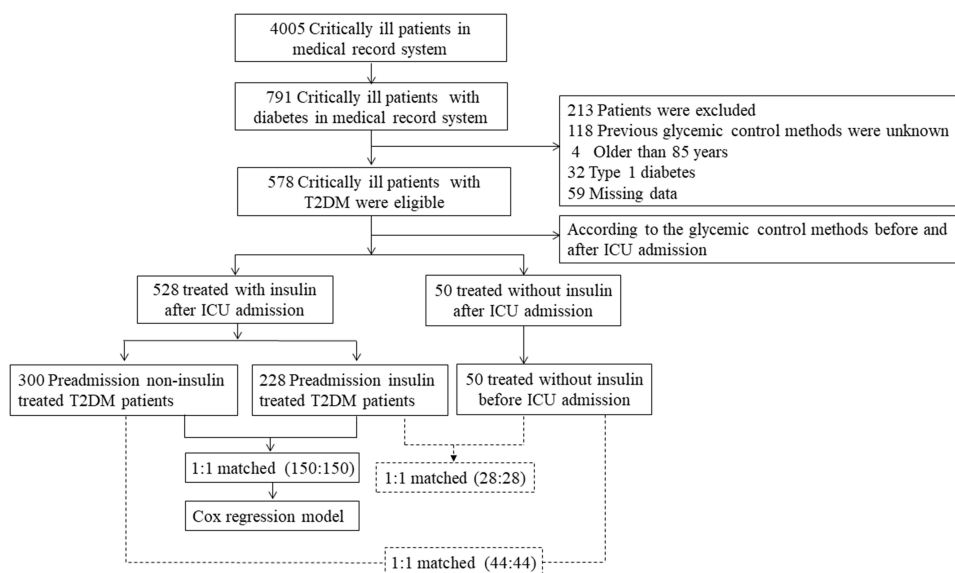 4005 Critically ill patients in
medical record system
791 Critically ill patients with
diabetes in medical record system
213 Patients were excluded
118 Previous glycemic control methods were unknown
4 Older than 85 years
32 Type 1 diabetes
59 Missing data
578 Critically ill patients with
T2DM were eligible
According to the glycemic control methods before and
after ICU admission
528 treated with insulin
after ICU admission
50 treated without insulin
after ICU admission
300 Preadmission non-insulin
treated T2DM patients
228 Preadmission insulin
treated T2DM patients
50 treated without insulin
before ICU admission
1:1 matched (150:150)
1:1 matched (28:28)
Cox regression model
1:1 matched (44:44)